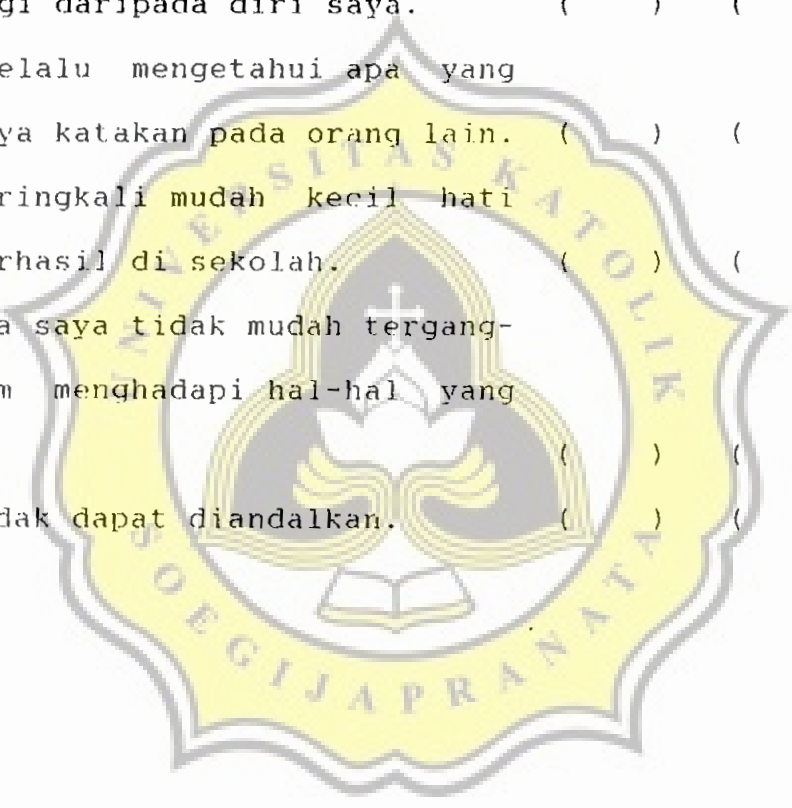 gi daripada diri saya. ( ) (
elalu mengetahui apa yang
ya katakan pada orang lain. ( ) (
ringkali mudah kecil hati
rhasil di sekolah. ( ) (
a saya tidak mudah tergang-
m menghadapi hal-hal yang
( ) (
dak dapat diandalkan. ( ) (
UNIVERSITAS KATOLIK
SOEGIJAPRANATA